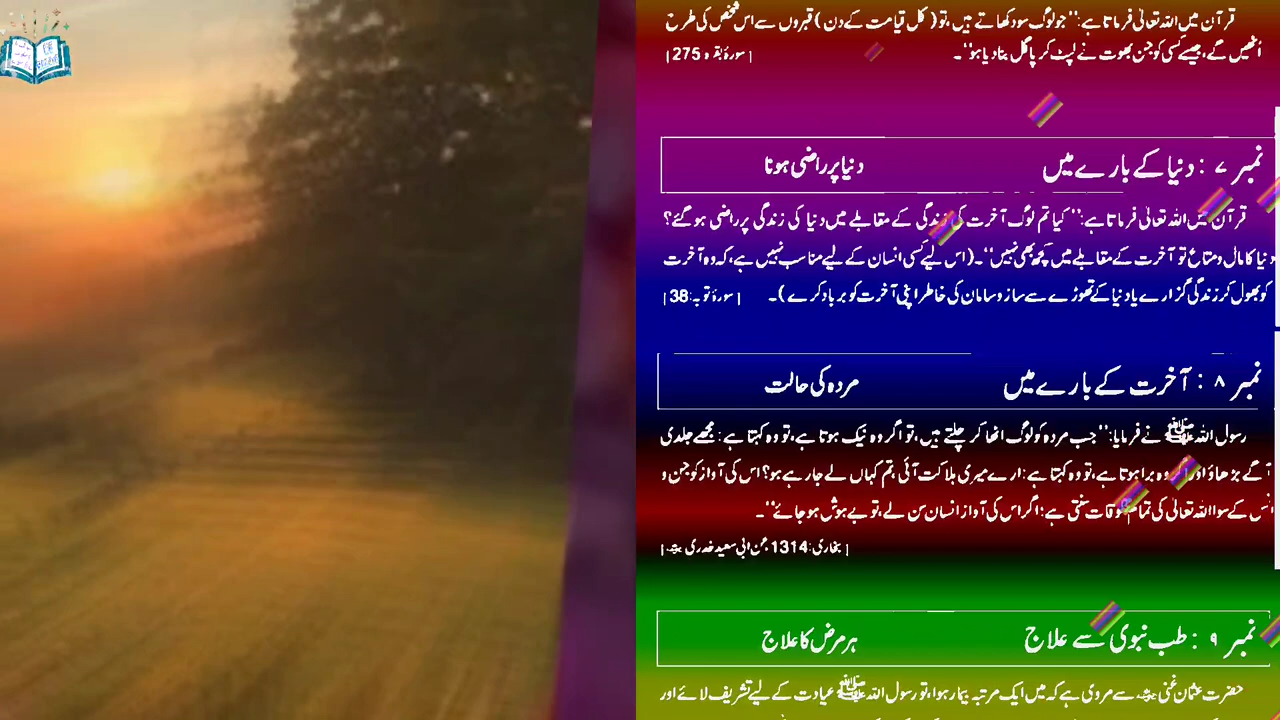 قرآن میں اللہ تعالیٰ فرماتا ہے:"جو لوگ سود کھاتے ہیں، تو (کل قیامت کے دن) قبروں سے اس شخص کی طرح
اٹھیں گے، جیسے کسی کو جن بھوت نے لپٹ کر پاگل بنا دیا ہو"۔ [سورۂ بقرہ 275]
نمبر ۷ : دنیا کے بارے میں دنیا پر راضی ہونا
قرآن میں اللہ تعالیٰ فرماتا ہے:"کیا تم لوگ آخرت کی زندگی کے مقابلے میں دنیا کی زندگی پر راضی ہو گئے؟
دنیا کا مال و متاع تو آخرت کے مقابلے میں کچھ بھی نہیں"۔ (اس لیے کسی انسان کے لیے مناسب نہیں ہے، کہ وہ آخرت
کو بھول کر زندگی گزارے یا دنیا کے تھوڑے سے ساز و سامان کی خاطر اپنی آخرت کو برباد کرے)۔ [سورۂ توبہ:38]
نمبر ۸ : آخرت کے بارے میں مردہ کی حالت
رسول اللہ ﷺ نے فرمایا:"جب مردہ کو لوگ اٹھا کر چلتے ہیں، تو اگر وہ نیک ہوتا ہے، تو وہ کہتا ہے: مجھے جلدی
آگے بڑھاؤ اور اگر وہ برا ہوتا ہے، تو وہ کہتا ہے: ارے میری ہلاکت آئی، تم کہاں لے جا رہے ہو؟ اس کی آواز کو جن و
انس کے سوا اللہ تعالیٰ کی تمام مخلوقات سنتی ہے؛ اگر اس کی آواز انسان سن لے، تو بے ہوش ہو جائے"۔
[بخاری: 1314، عن ابی سعید خدری ؓ]
نمبر ۹ : طب نبوی سے علاج ہر مرض کا علاج
حضرت عثمان غنی ؓ سے مروی ہے کہ میں ایک مرتبہ بیمار ہوا، تو رسول اللہ ﷺ عیادت کے لیے تشریف لائے اور